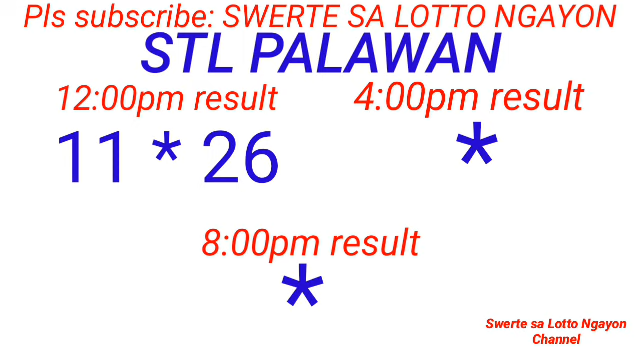 Pls subscribe: SWERTE SA LOTTO NGAYON
STL PALAWAN
12:00pm result
4:00pm result
11 * 26
*
8:00pm result
*
Swerte sa Lotto Ngayon
Channel